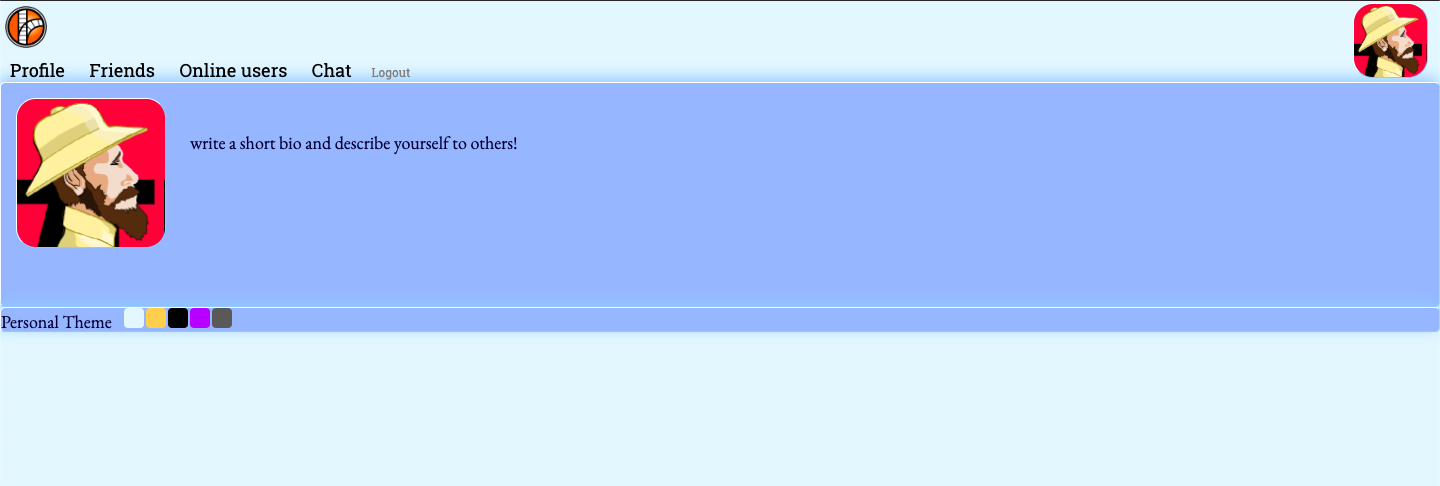 Profile Friends Online users Chat Logout
write a short bio and describe yourself to others!
Personal Theme